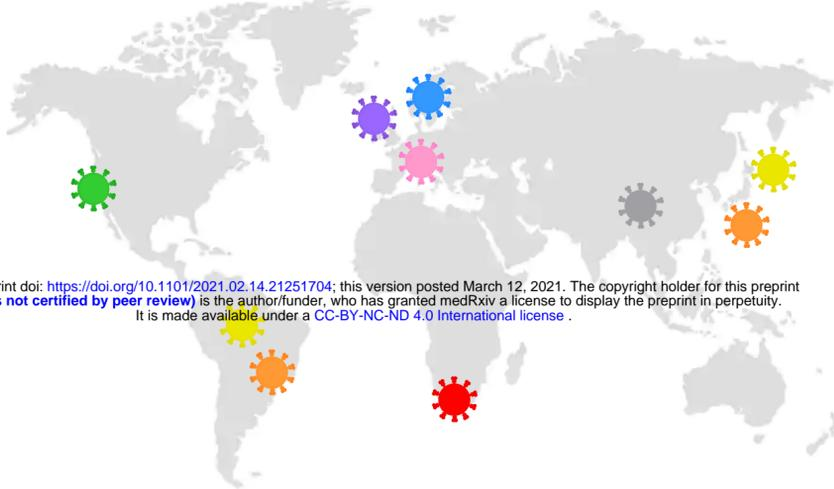 print doi: https://doi.org/10.1101/2021.02.14.21251704; this version posted March 12, 2021. The copyright holder for this preprint
not certified by peer review) is the author/funder, who has granted medRxiv a license to display the preprint in perpetuity.
It is made available under a CC-BY-NC-ND 4.0 International license .